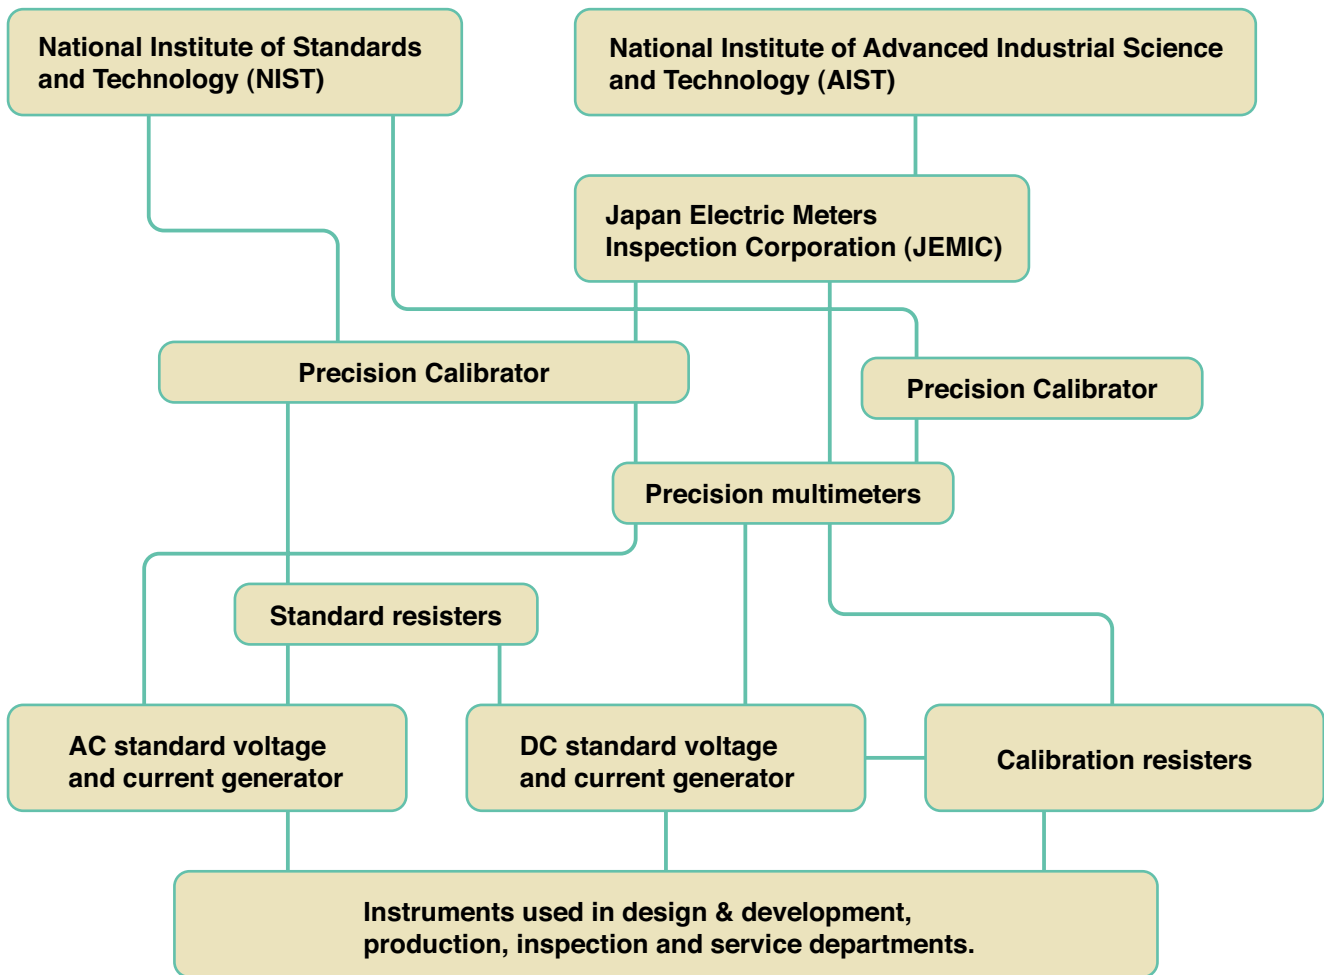 National Institute of Standards
and Technology (NIST)
National Institute of Advanced Industrial Science
and Technology (AIST)
Japan Electric Meters
Inspection Corporation (JEMIC)
Precision Calibrator
Precision Calibrator
Precision multimeters
Standard resisters
AC standard voltage
and current generator
DC standard voltage
and current generator
Calibration resisters
Instruments used in design & development,
production, inspection and service departments.